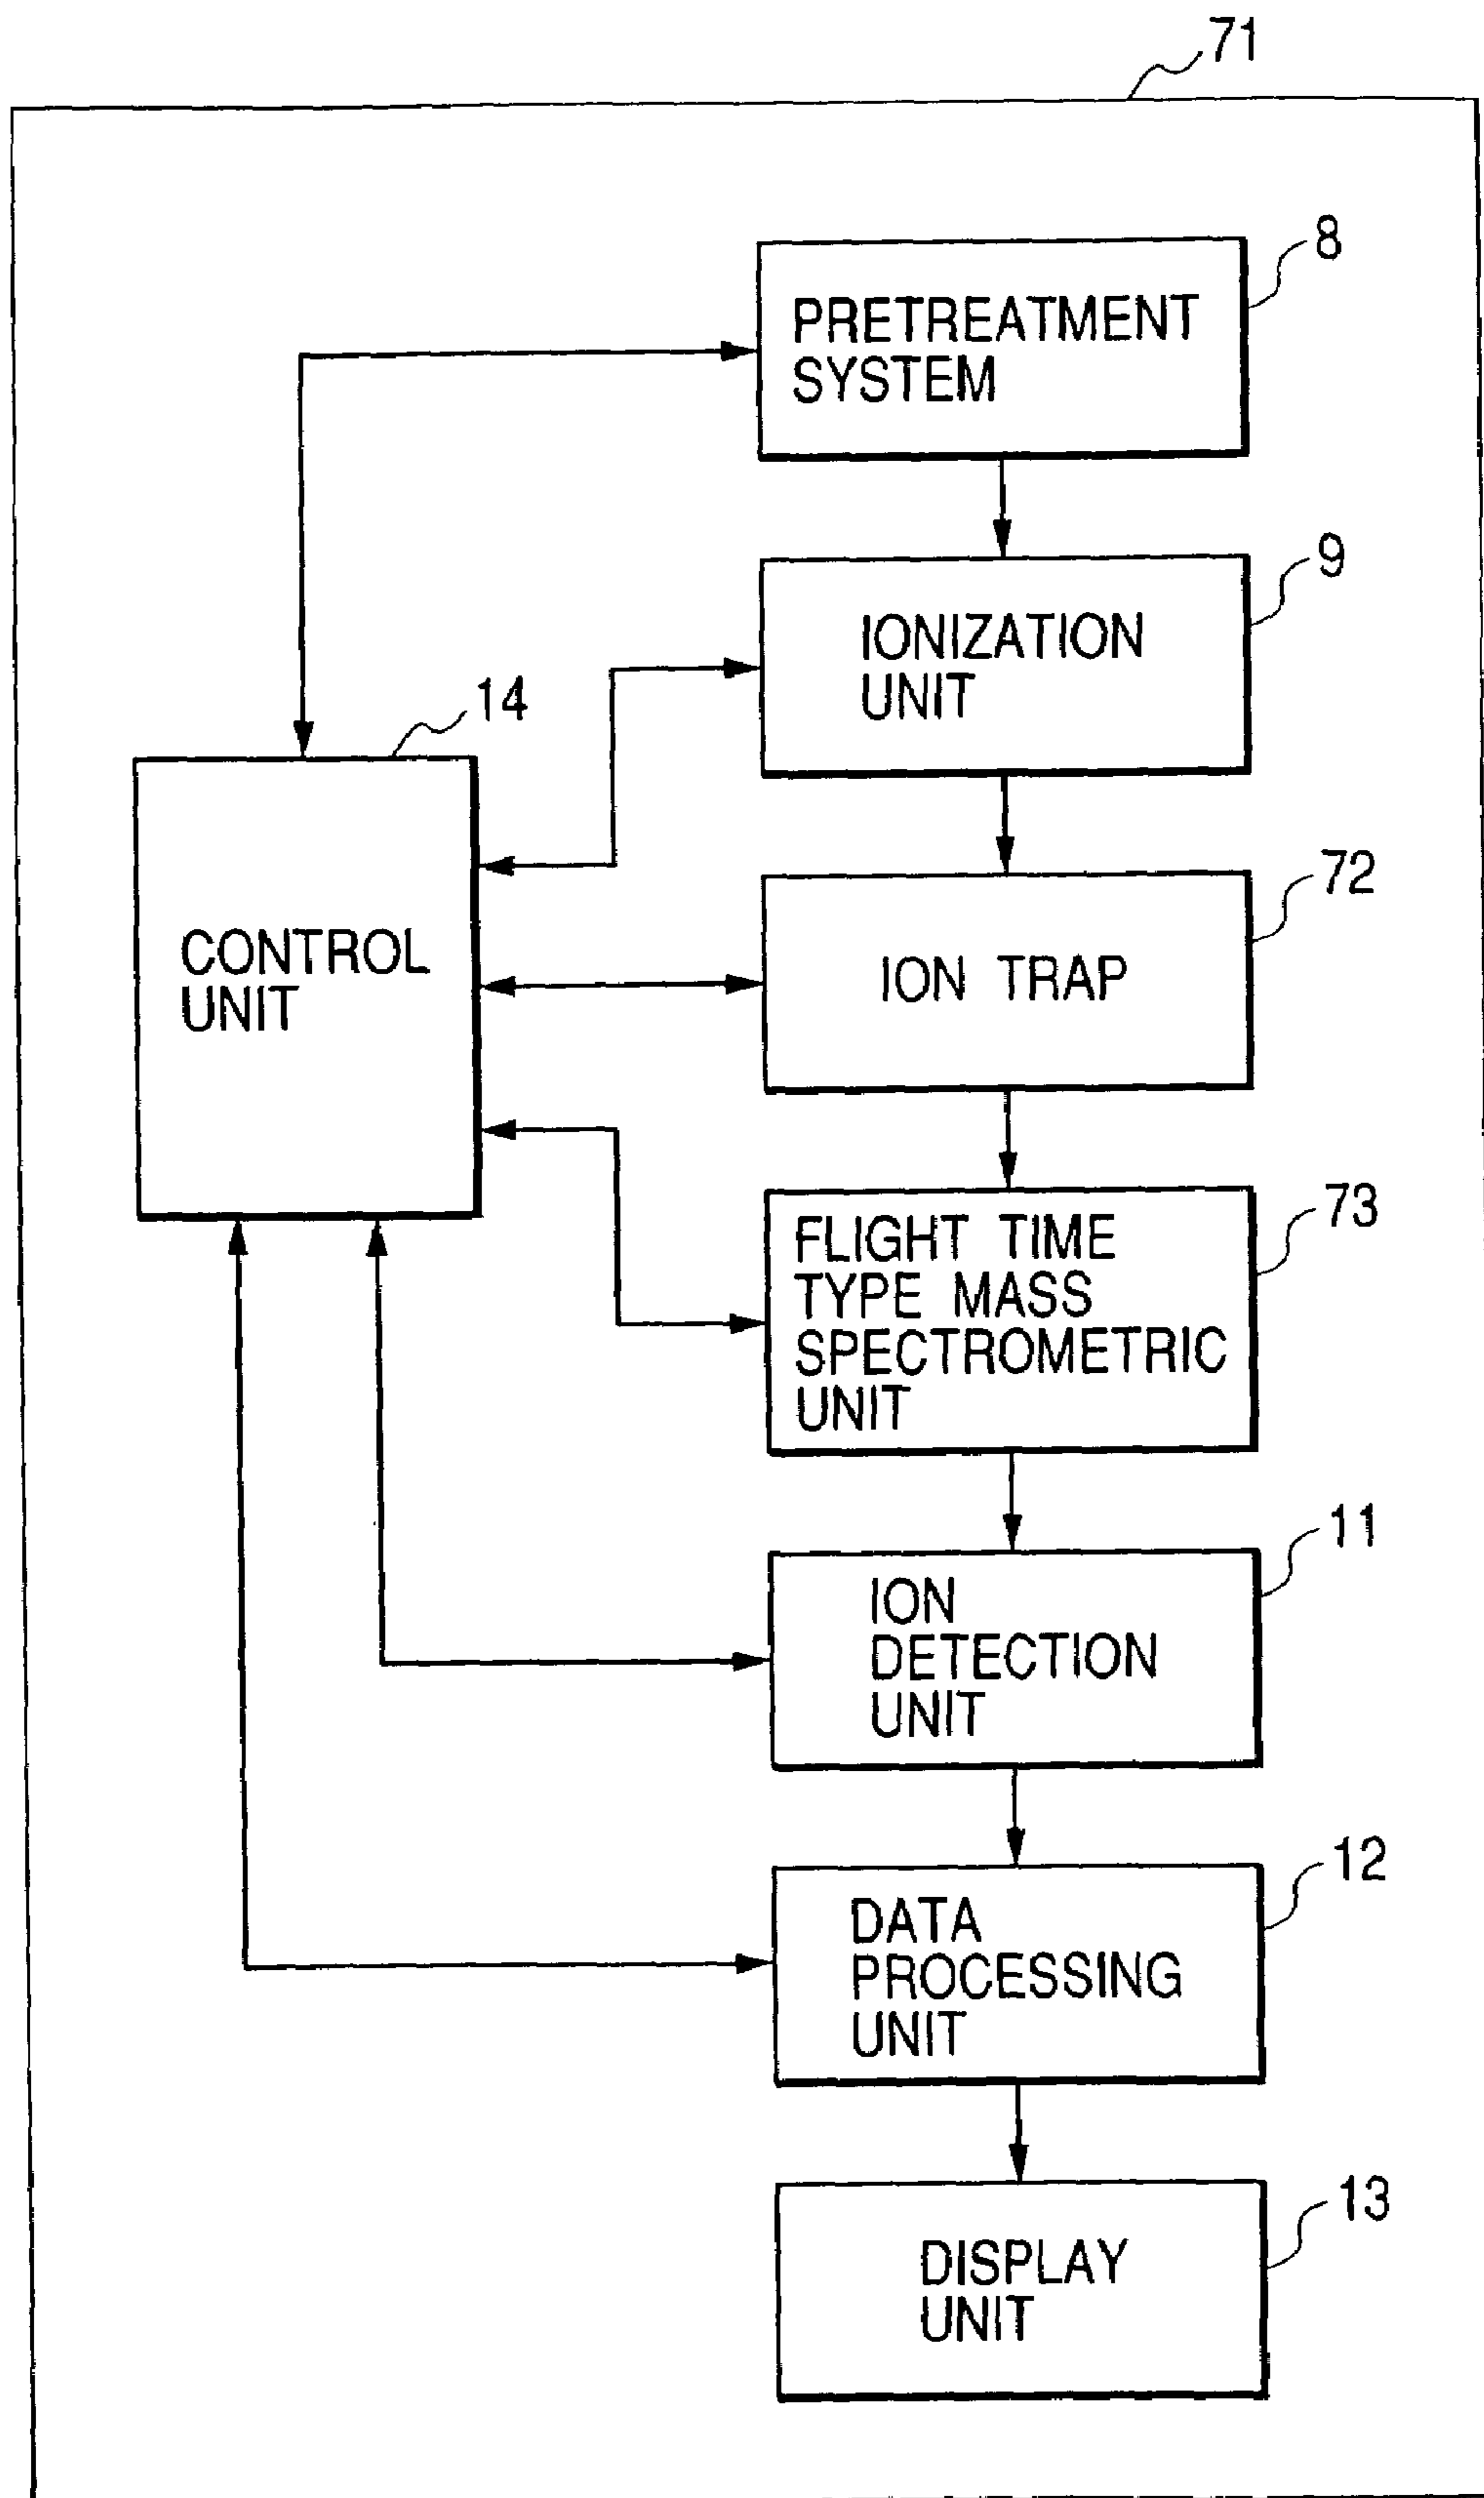 71
8
PRETREATMENT
SYSTEM
9
IONIZATION
UNIT
14
CONTROL
UNIT
72
ION TRAP
73
FLIGHT TIME
TYPE MASS
SPECTROMETRIC
UNIT
11
ION
DETECTION
UNIT
12
DATA
PROCESSING
UNIT
13
DISPLAY
UNIT